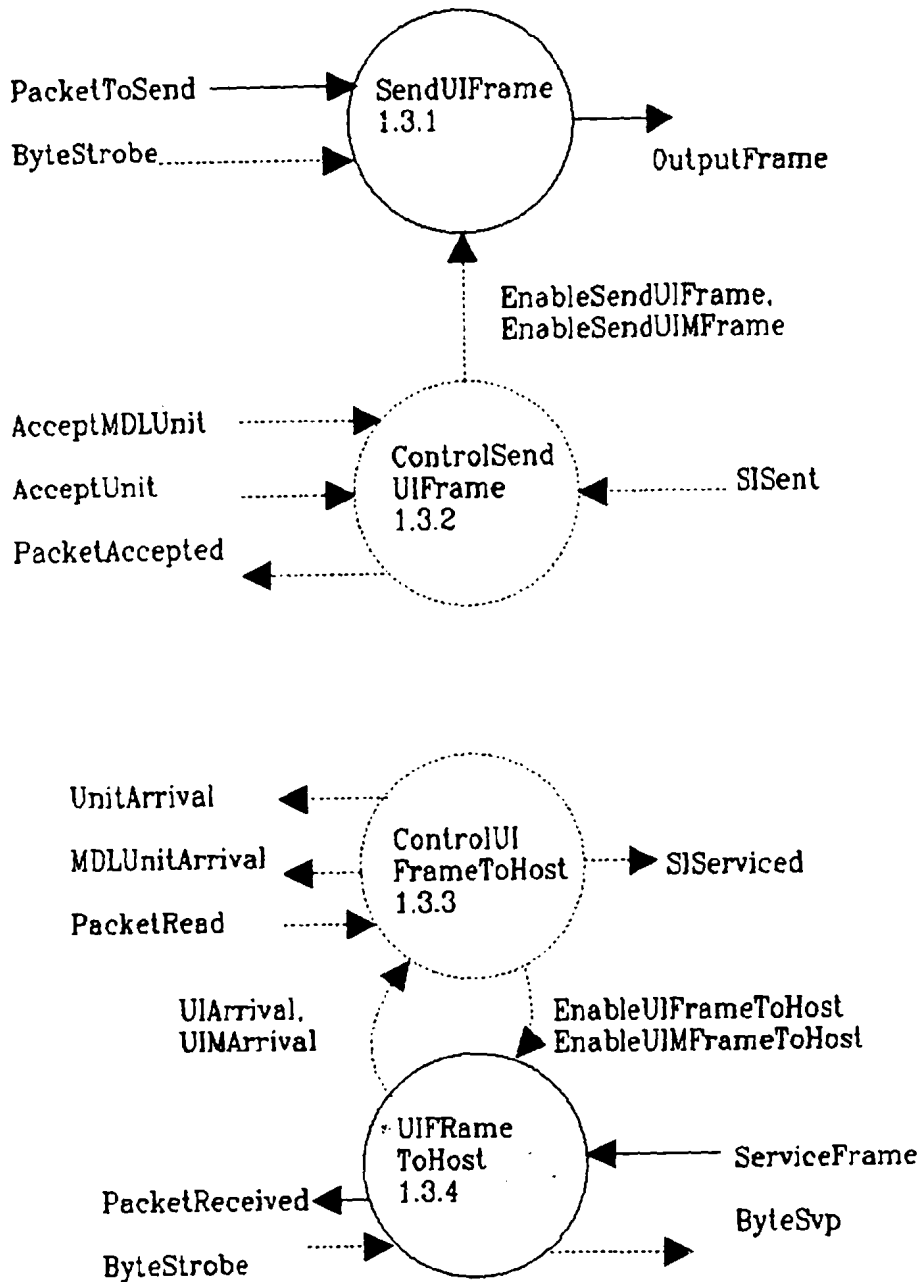 PacketToSend
ByteStrobe
SendUIFrame
1.3.1
OutputFrame
EnableSendUIFrame,
EnableSendUIMFrame
AcceptMDLUnit
AcceptUnit
PacketAccepted
ControlSend
UIFrame
1.3.2
SISent
UnitArrival
MDLUnitArrival
PacketRead
ControlUI
FrameToHost
1.3.3
SIServiced
UIArrival,
UIMArrival
EnableUIFrameToHost
EnableUIMFrameToHost
UIFRame
ToHost
1.3.4
PacketReceived
ByteStrobe
ServiceFrame
ByteSvp